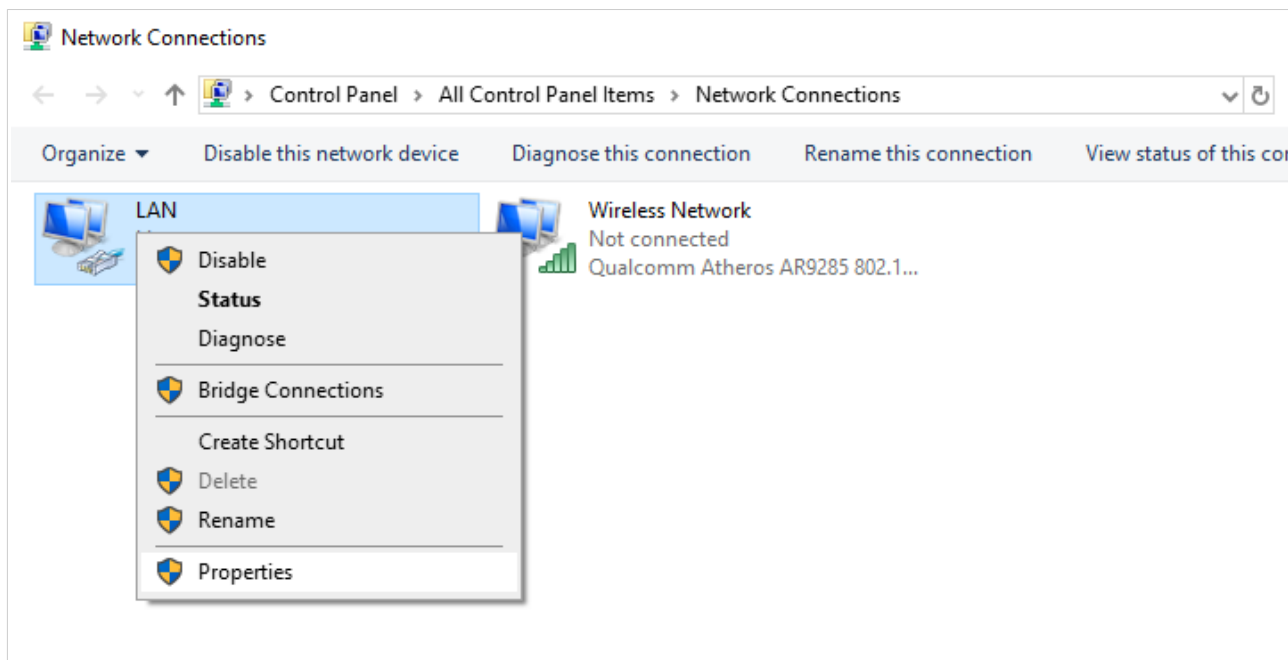 Network Connections
Control Panel > All Control Panel Items > Network Connections
Organize Disable this network device Diagnose this connection Rename this connection View status of this
LAN
Wireless Network
Not connected
Qualcomm Atheros AR9285 802.1...
Disable
Status
Diagnose
Bridge Connections
Create Shortcut
Delete
Rename
Properties